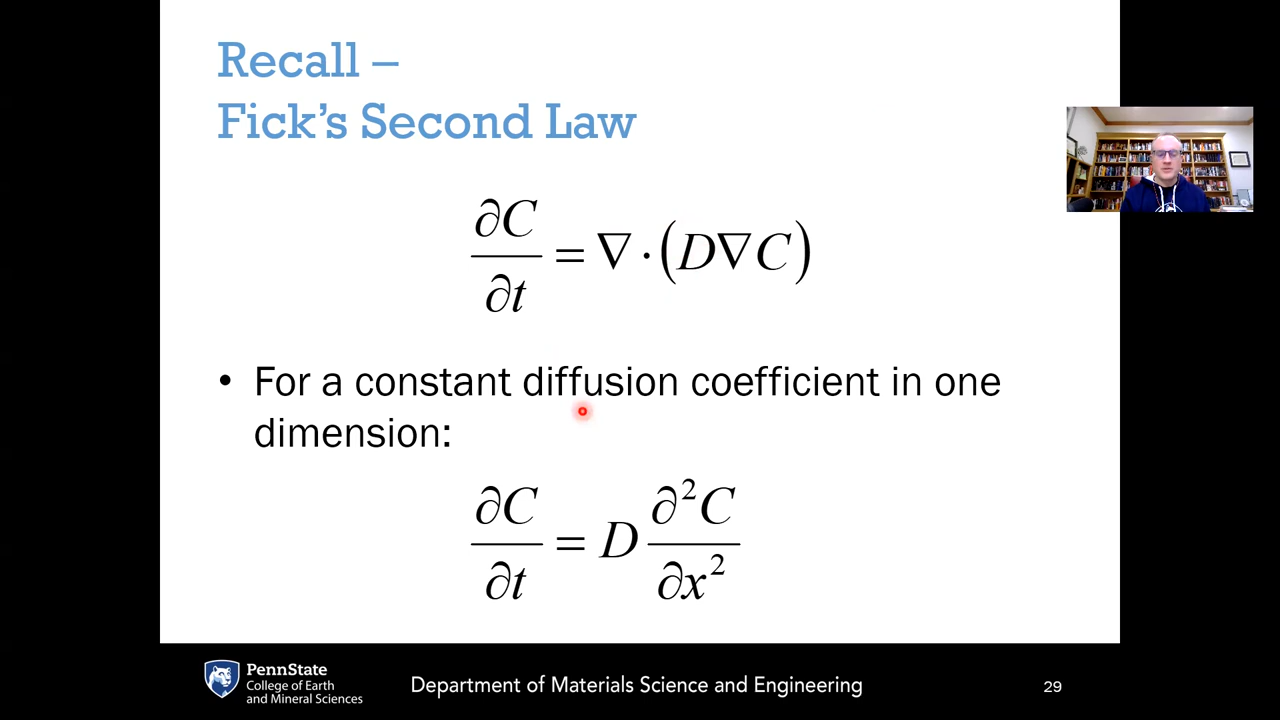 Recall –
Fick's Second Law
∂C/∂t = ∇ · (D∇C)
• For a constant diffusion coefficient in one
dimension:
∂C/∂t = D ∂²C/∂x²
PennState
College of Earth
and Mineral Sciences
Department of Materials Science and Engineering
29